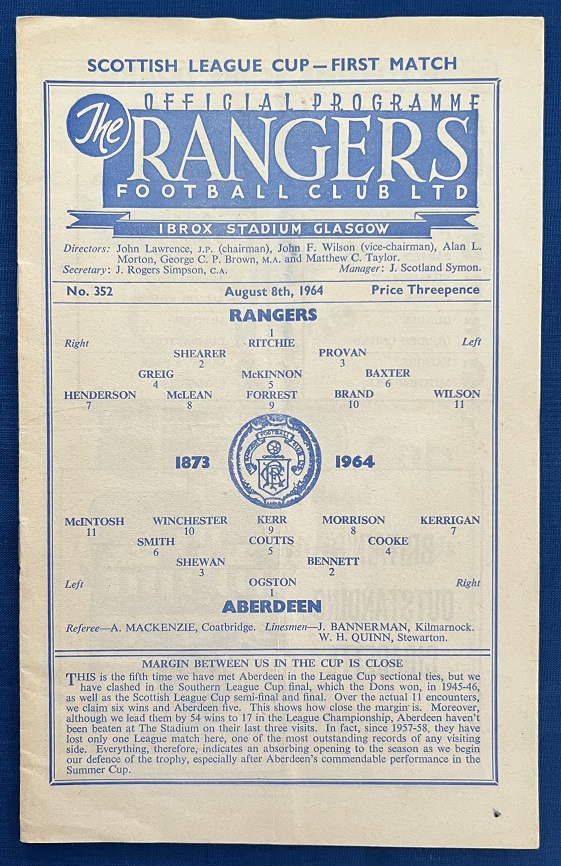 SCOTTISH LEAGUE CUP — FIRST MATCH
OFFICIAL PROGRAMME
The
RANGERS
FOOTBALL CLUB LTD
IBROX STADIUM GLASGOW
Directors: John Lawrence, J.P. (chairman), John F. Wilson (vice-chairman), Alan L.
Morton, George C. P. Brown, M.A. and Matthew C. Taylor.
Secretary: J. Rogers Simpson, C.A. Manager: J. Scotland Symon.
No. 352 August 8th, 1964 Price Threepence
RANGERS
1
Right RITCHIE Left
SHEARER PROVAN
2 3
GREIG McKINNON BAXTER
4 5 6
HENDERSON McLEAN FORREST BRAND WILSON
7 8 9 10 11
1873 1964
McINTOSH WINCHESTER KERR MORRISON KERRIGAN
11 10 9 8 7
SMITH COUTTS COOKE
6 5 4
SHEWAN BENNETT
3 2
Left OGSTON Right
1
ABERDEEN
Referee—A. MACKENZIE, Coatbridge. Linesmen—J. BANNERMAN, Kilmarnock.
W. H. QUINN, Stewarton.
MARGIN BETWEEN US IN THE CUP IS CLOSE
THIS is the fifth time we have met Aberdeen in the League Cup sectional ties, but we
have clashed in the Southern League Cup final, which the Dons won, in 1945-46,
as well as the Scottish League Cup semi-final and final. Over the actual 11 encounters,
we claim six wins and Aberdeen five. This shows how close the margin is. Moreover,
although we lead them by 54 wins to 17 in the League Championship, Aberdeen haven't
been beaten at The Stadium on their last three visits. In fact, since 1957-58, they have
lost only one League match here, one of the most outstanding records of any visiting
side. Everything, therefore, indicates an absorbing opening to the season as we begin
our defence of the trophy, especially after Aberdeen's commendable performance in the
Summer Cup.